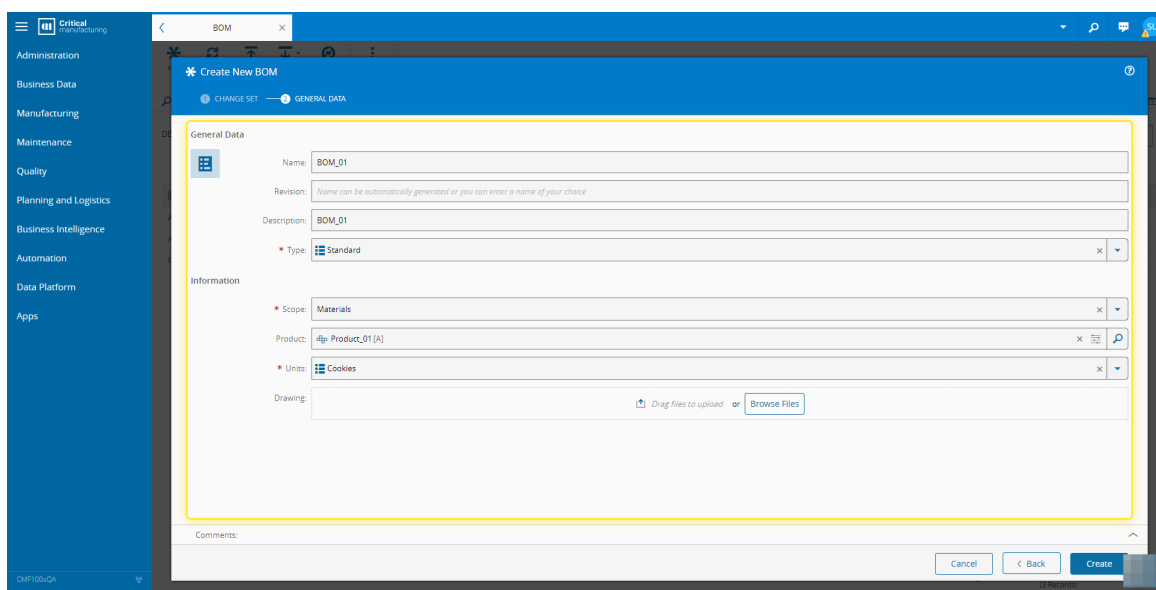 Critical
manufacturing
BOM
Administration
Business Data
Manufacturing
Maintenance
Quality
Planning and Logistics
Business Intelligence
Automation
Data Platform
Apps
CMF100xQA
Create New BOM
1 CHANGE SET 2 GENERAL DATA
General Data
Name: BOM_01
Revision: Name can be automatically generated or you can enter a name of your choice
Description: BOM_01
* Type: Standard
Information
* Scope: Materials
Product: Product_01 [A]
* Units: Cookies
Drawing: Drag files to upload or Browse Files
Comments:
Cancel < Back Create